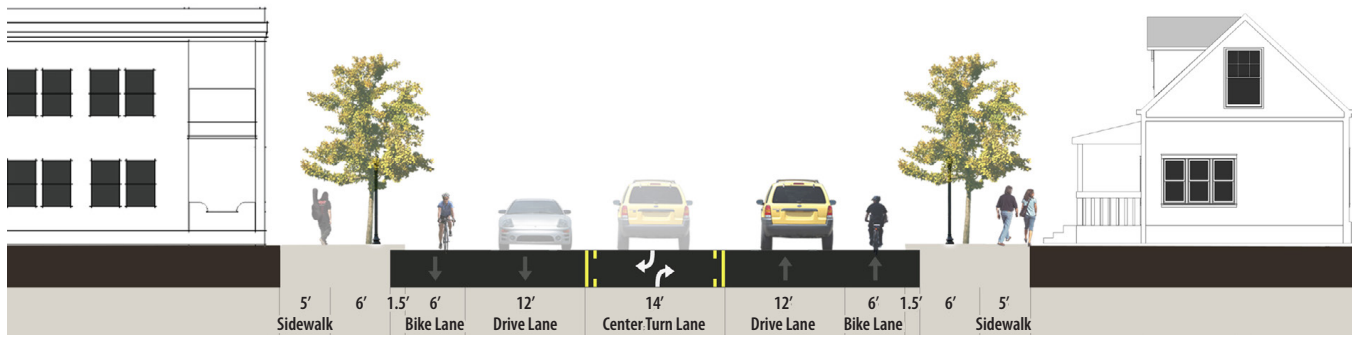 5' 6' 1.5' 6' 12' 14' 12' 6' 1.5' 6' 5'
Sidewalk Bike Lane Drive Lane Center Turn Lane Drive Lane Bike Lane Sidewalk